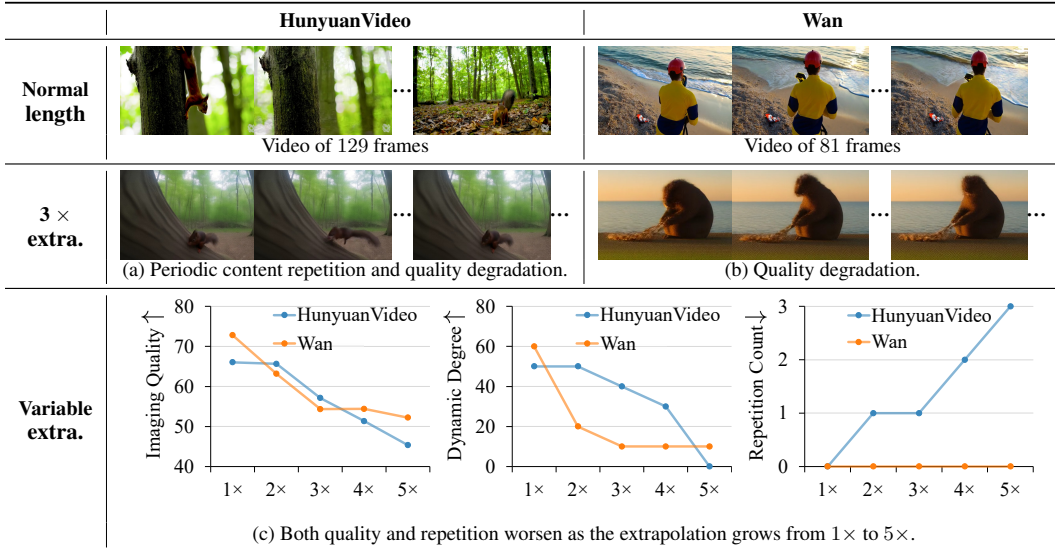 HunyuanVideo Wan
Normal length
... ...
Video of 129 frames Video of 81 frames
3 × extra.
... ... ... ...
(a) Periodic content repetition and quality degradation. (b) Quality degradation.
Variable extra.
Imaging Quality ↑
80
70
60
50
40
HunyuanVideo
Wan
1× 2× 3× 4× 5×
Dynamic Degree ↑
80
60
40
20
0
HunyuanVideo
Wan
1× 2× 3× 4× 5×
Repetition Count ↓
3
2
1
0
HunyuanVideo
Wan
1× 2× 3× 4× 5×
(c) Both quality and repetition worsen as the extrapolation grows from 1× to 5×.